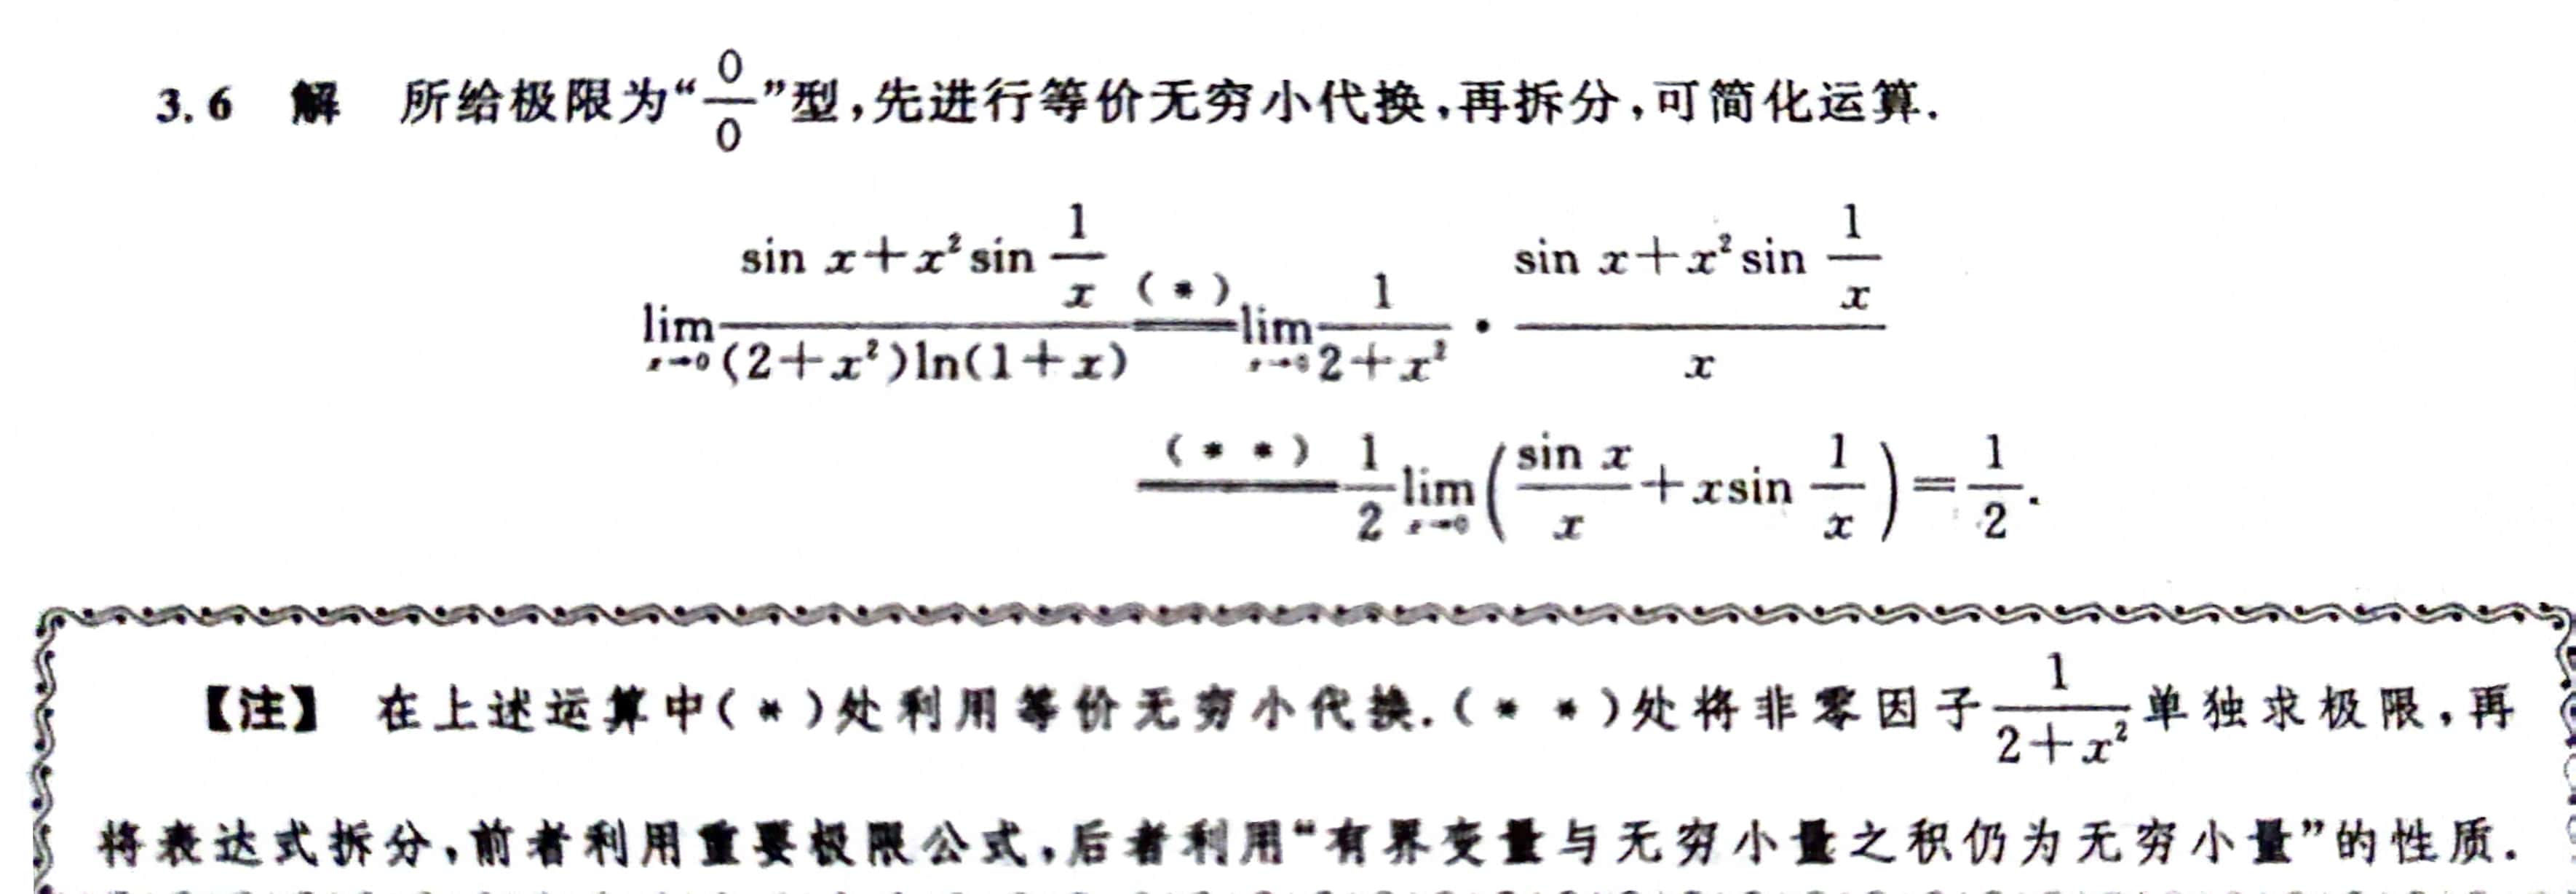 3.6 解 所给极限为“$\frac{0}{0}$”型,先进行等价无穷小代换,再拆分,可简化运算.
$\lim_{x \to 0} \frac{\sin x + x^2 \sin \frac{1}{x}}{(2+x^2)\ln(1+x)} \overset{(*)}{=} \lim_{x \to 0} \frac{1}{2+x^2} \cdot \frac{\sin x + x^2 \sin \frac{1}{x}}{x}$
$\overset{(**)}{=} \frac{1}{2} \lim_{x \to 0} \left( \frac{\sin x}{x} + x \sin \frac{1}{x} \right) = \frac{1}{2}.$
【注】 在上述运算中(*)处利用等价无穷小代换.(**)处将非零因子$\frac{1}{2+x^2}$单独求极限,再
将表达式拆分,前者利用重要极限公式,后者利用“有界变量与无穷小量之积仍为无穷小量”的性质.